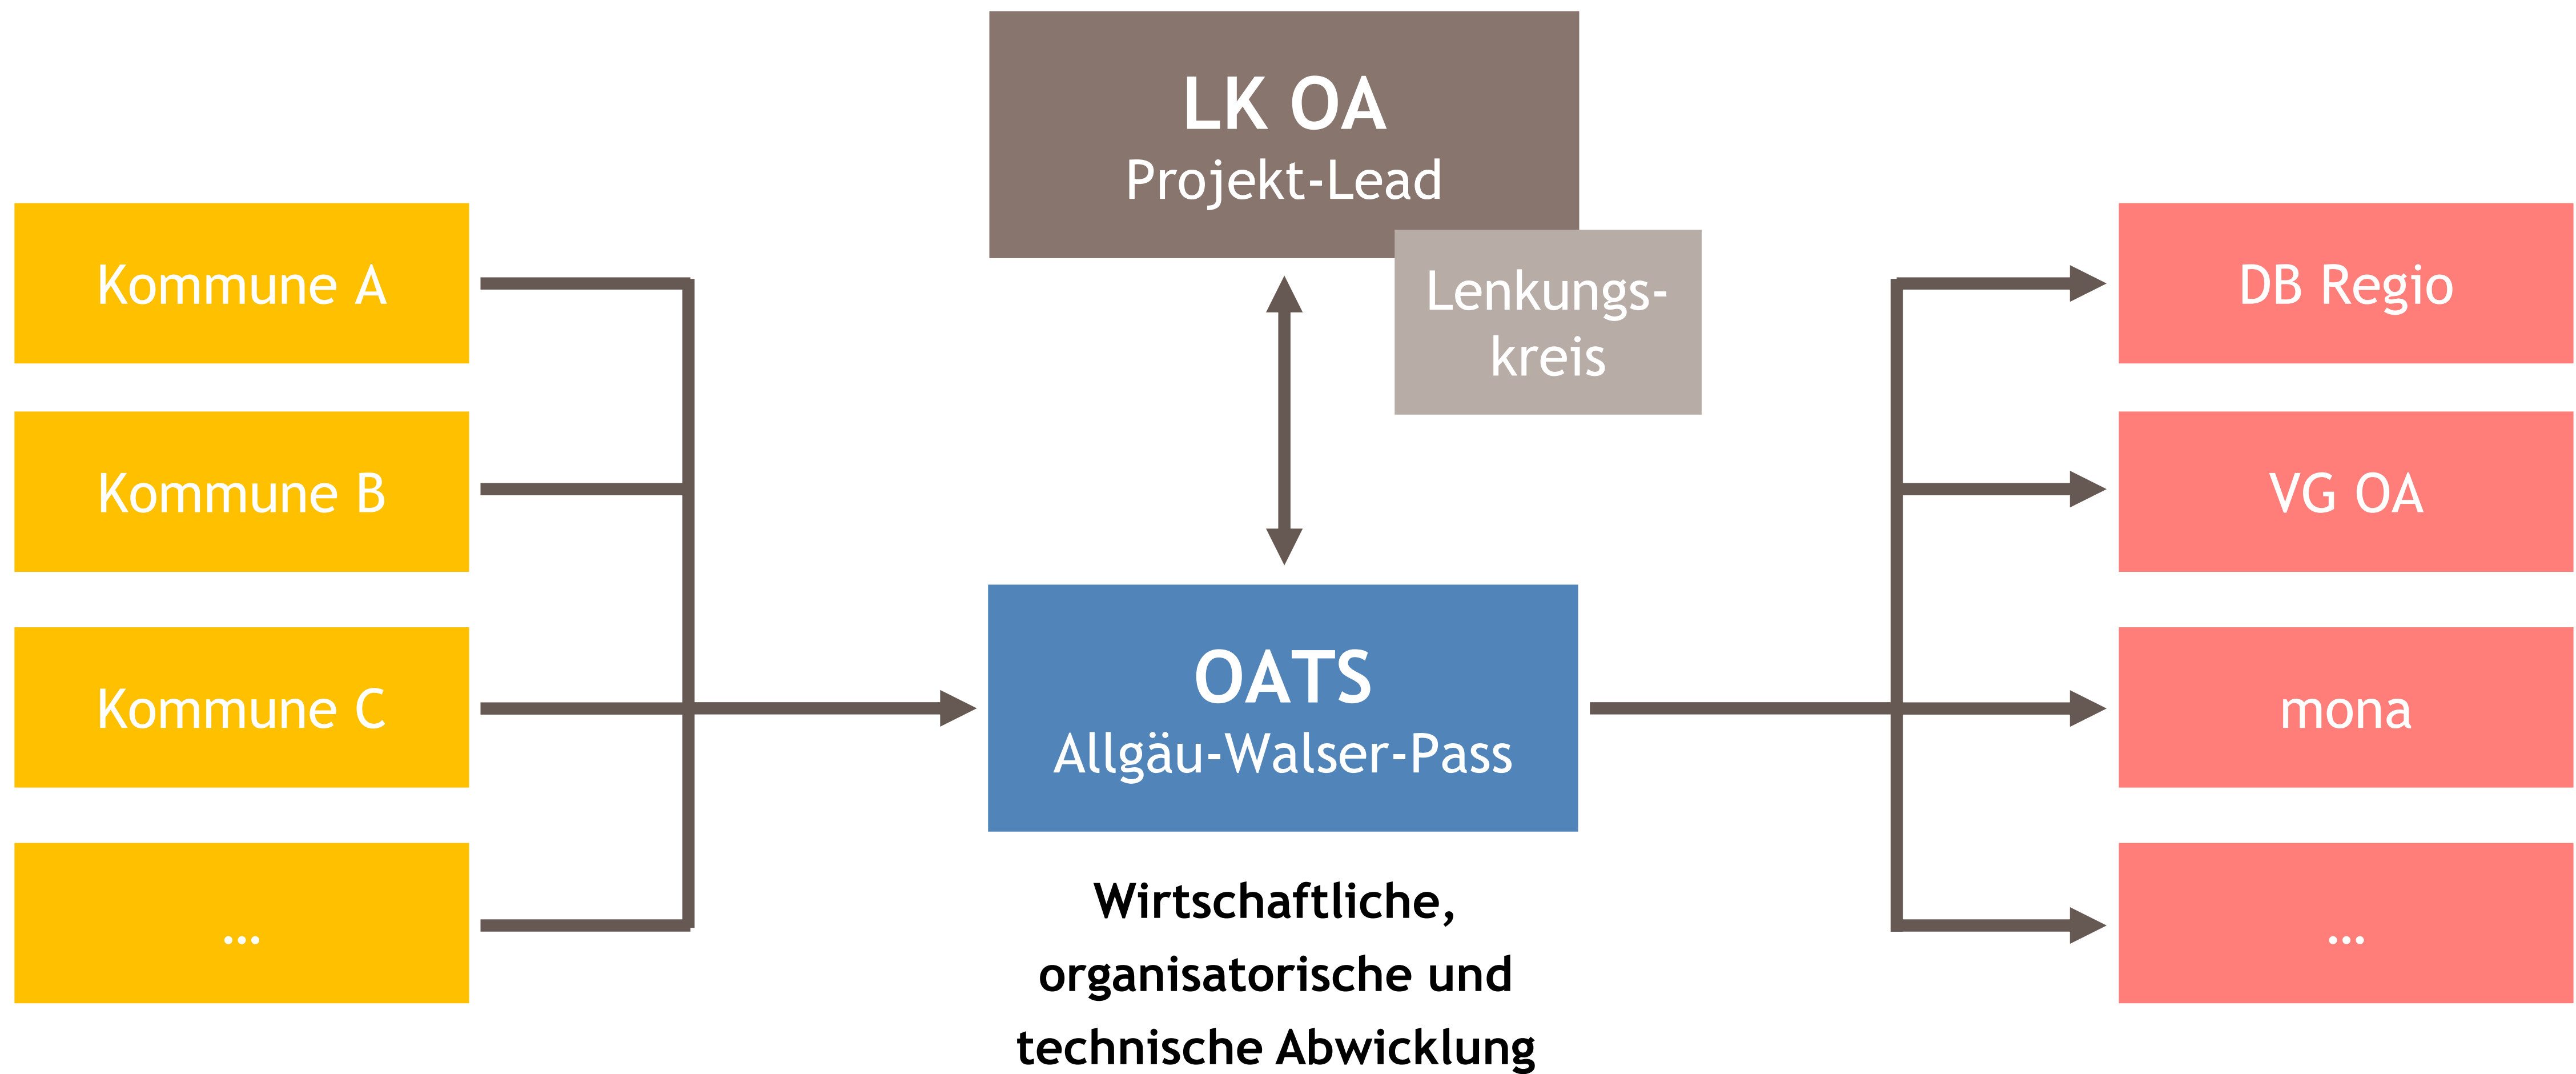 LK OA
Projekt-Lead
Lenkungs-
kreis
Kommune A
Kommune B
Kommune C
...
OATS
Allgäu-Walser-Pass
Wirtschaftliche,
organisatorische und
technische Abwicklung
DB Regio
VG OA
mona
...